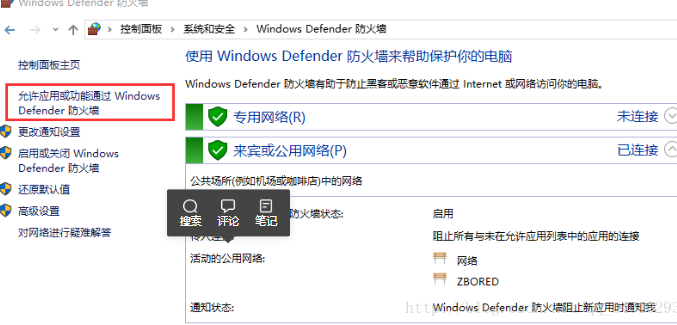 Windows Defender 防火墙
控制面板 > 系统和安全 > Windows Defender 防火墙
控制面板主页
允许应用或功能通过 Windows
Defender 防火墙
更改通知设置
启用或关闭 Windows
Defender 防火墙
还原默认值
高级设置
对网络进行疑难解答
使用 Windows Defender 防火墙来帮助保护你的电脑
Windows Defender 防火墙有助于防止黑客或恶意软件通过 Internet 或网络访问你的电脑。
专用网络(R) 未连接
来宾或公用网络(P) 已连接
公共场所(例如机场或咖啡店)中的网络
搜索 评论 笔记
防火墙状态: 启用
阻止所有与未在允许应用列表中的应用的连接
活动的公用网络: 网络
ZBORED
通知状态: Windows Defender 防火墙阻止新应用时通知我